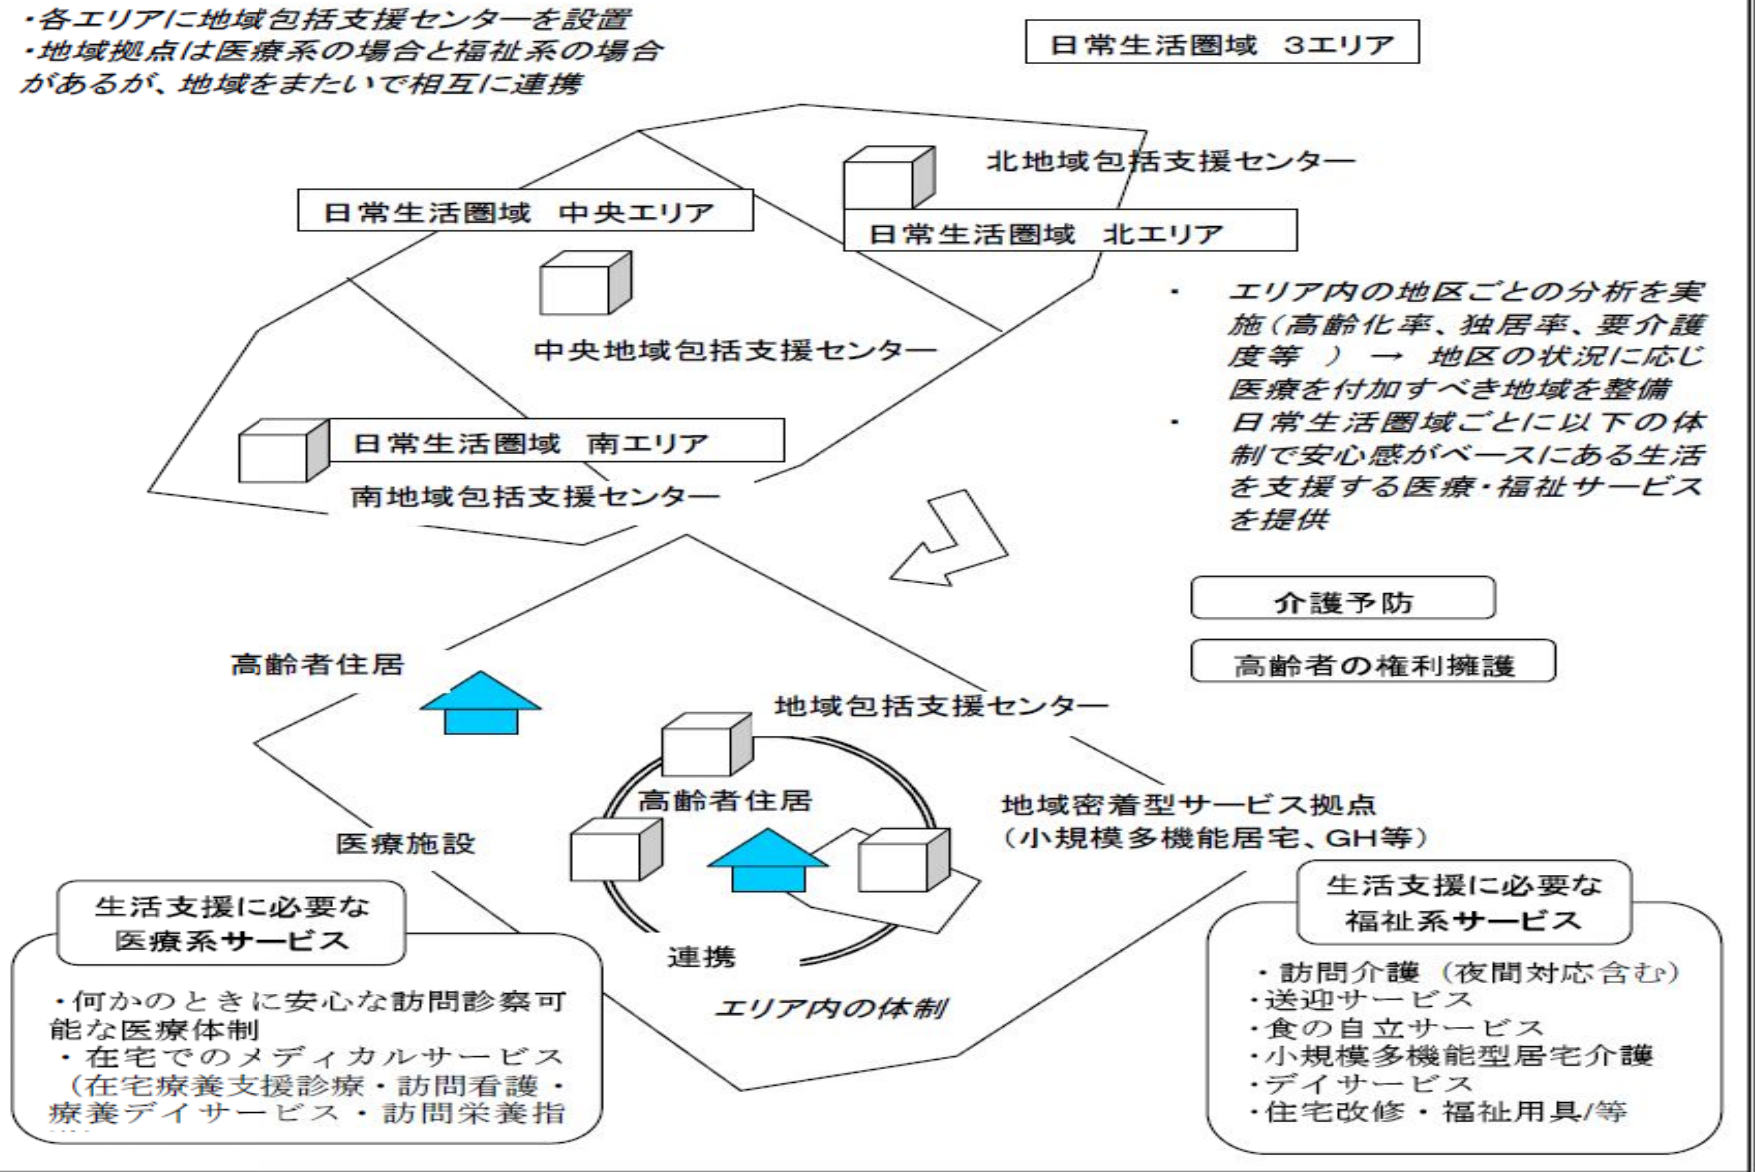 ・各エリアに地域包括支援センターを設置
・地域拠点は医療系の場合と福祉系の場合
があるが、地域をまたいで相互に連携
日常生活圏域 3エリア
北地域包括支援センター
日常生活圏域 中央エリア
日常生活圏域 北エリア
中央地域包括支援センター
日常生活圏域 南エリア
南地域包括支援センター
・ エリア内の地区ごとの分析を実
施(高齢化率、独居率、要介護
度等 ) → 地区の状況に応じ
医療を付加すべき地域を整備
・ 日常生活圏域ごとに以下の体
制で安心感がベースにある生活
を支援する医療・福祉サービス
を提供
介護予防
高齢者の権利擁護
高齢者住居
地域包括支援センター
高齢者住居
地域密着型サービス拠点
(小規模多機能居宅、GH等)
医療施設
連携
エリア内の体制
生活支援に必要な
医療系サービス
・何かのときに安心な訪問診察可
能な医療体制
・在宅でのメディカルサービス
(在宅療養支援診療・訪問看護・
療養デイサービス・訪問栄養指
生活支援に必要な
福祉系サービス
・訪問介護(夜間対応含む)
・送迎サービス
・食の自立サービス
・小規模多機能型居宅介護
・デイサービス
・住宅改修・福祉用具/等